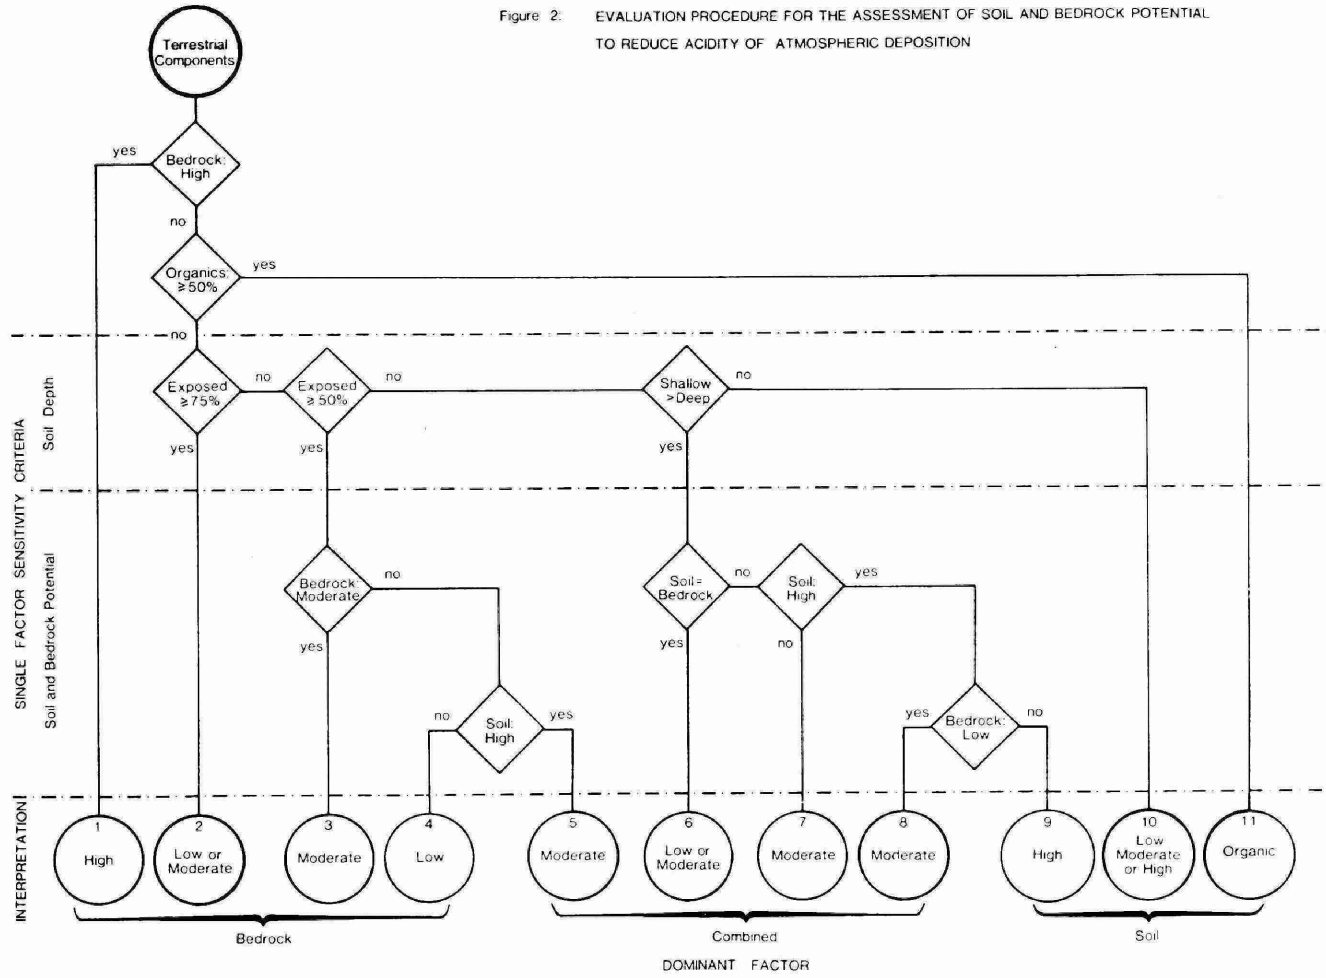 Figure 2: EVALUATION PROCEDURE FOR THE ASSESSMENT OF SOIL AND BEDROCK POTENTIAL
TO REDUCE ACIDITY OF ATMOSPHERIC DEPOSITION
Terrestrial
Components
yes
Bedrock:
High
no
Organics:
≥50%
yes
no
Exposed
≥75%
no
Exposed
≥50%
no
Shallow
>Deep
no
yes
yes
yes
Bedrock:
Moderate
no
yes
Soil=
Bedrock
no
Soil:
High
yes
yes
no
no
Soil:
High
yes
yes
Bedrock:
Low
no
SINGLE FACTOR SENSITIVITY CRITERIA
Soil Depth
Soil and Bedrock Potential
INTERPRETATION
1
High
2
Low or
Moderate
3
Moderate
4
Low
5
Moderate
6
Low or
Moderate
7
Moderate
8
Moderate
9
High
10
Low
Moderate
or High
11
Organic
Bedrock
Combined
Soil
DOMINANT FACTOR